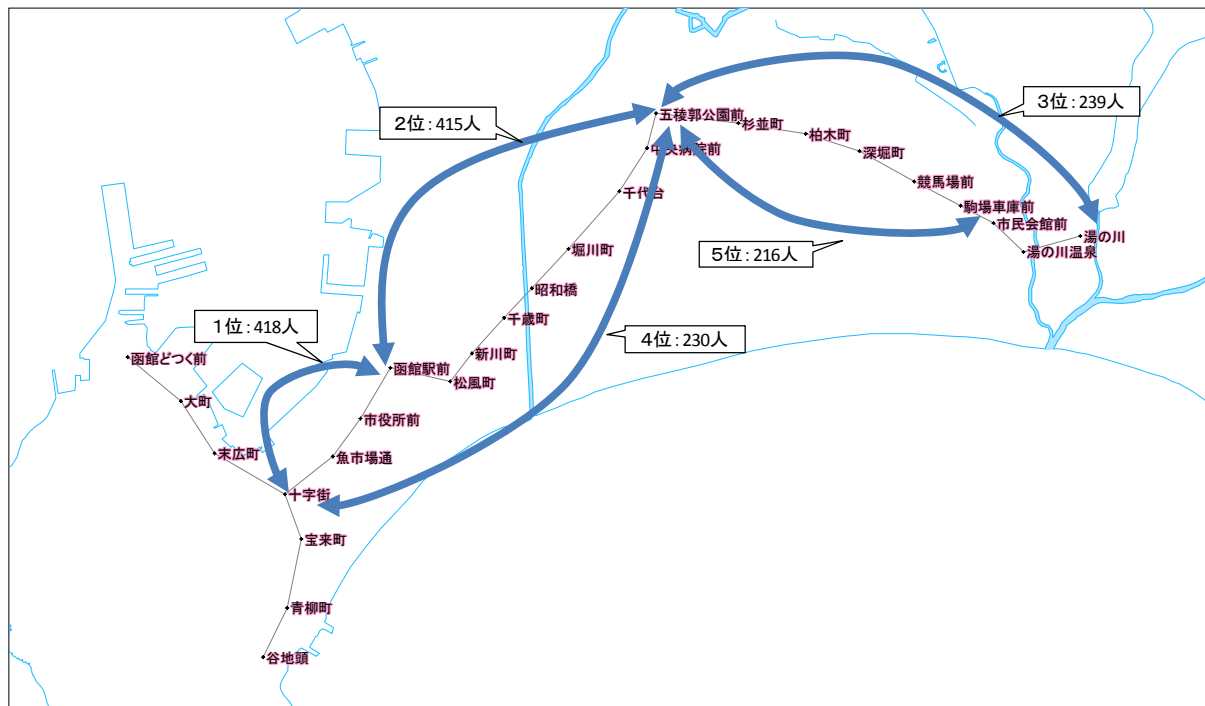 2位：415人
3位：239人
五稜郭公園前
杉並町
柏木町
中央病院前
深堀町
競馬場前
千代台
駒場車庫前
市民会館前
湯の川
湯の川温泉
堀川町
5位：216人
昭和橋
千歳町
1位：418人
4位：230人
函館どつく前
新川町
函館駅前
松風町
大町
市役所前
末広町
魚市場通
十字街
宝来町
青柳町
谷地頭